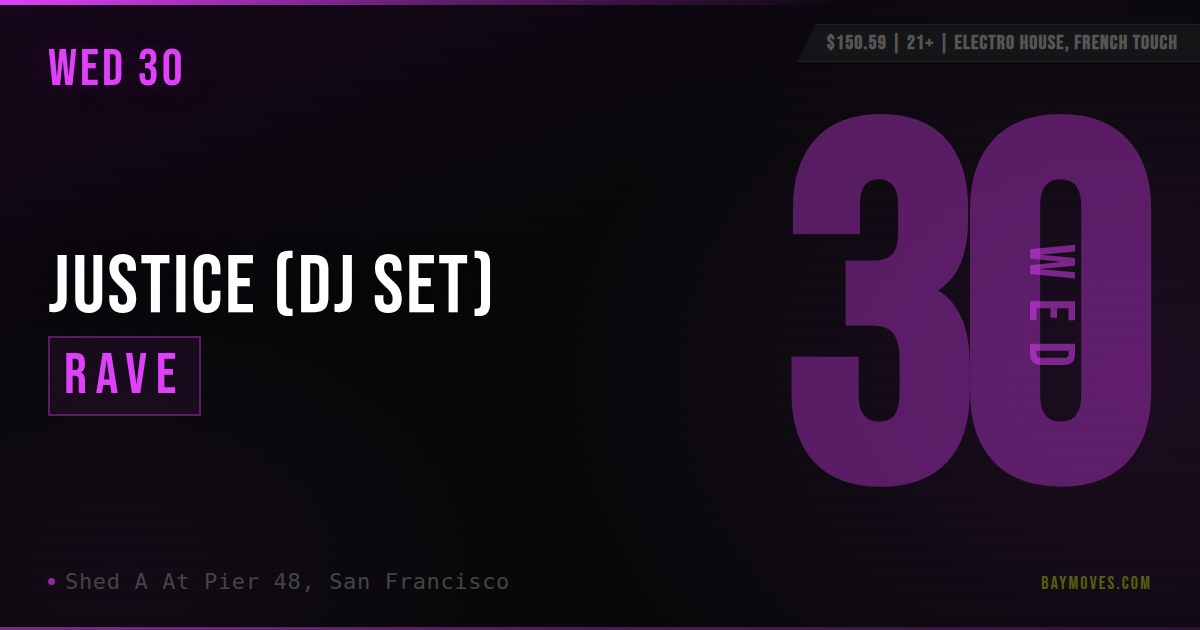 WED 30
$150.59 | 21+ | ELECTRO HOUSE, FRENCH TOUCH
30
WED
JUSTICE (DJ SET)
RAVE
Shed A At Pier 48, San Francisco
BAYMOVES.COM